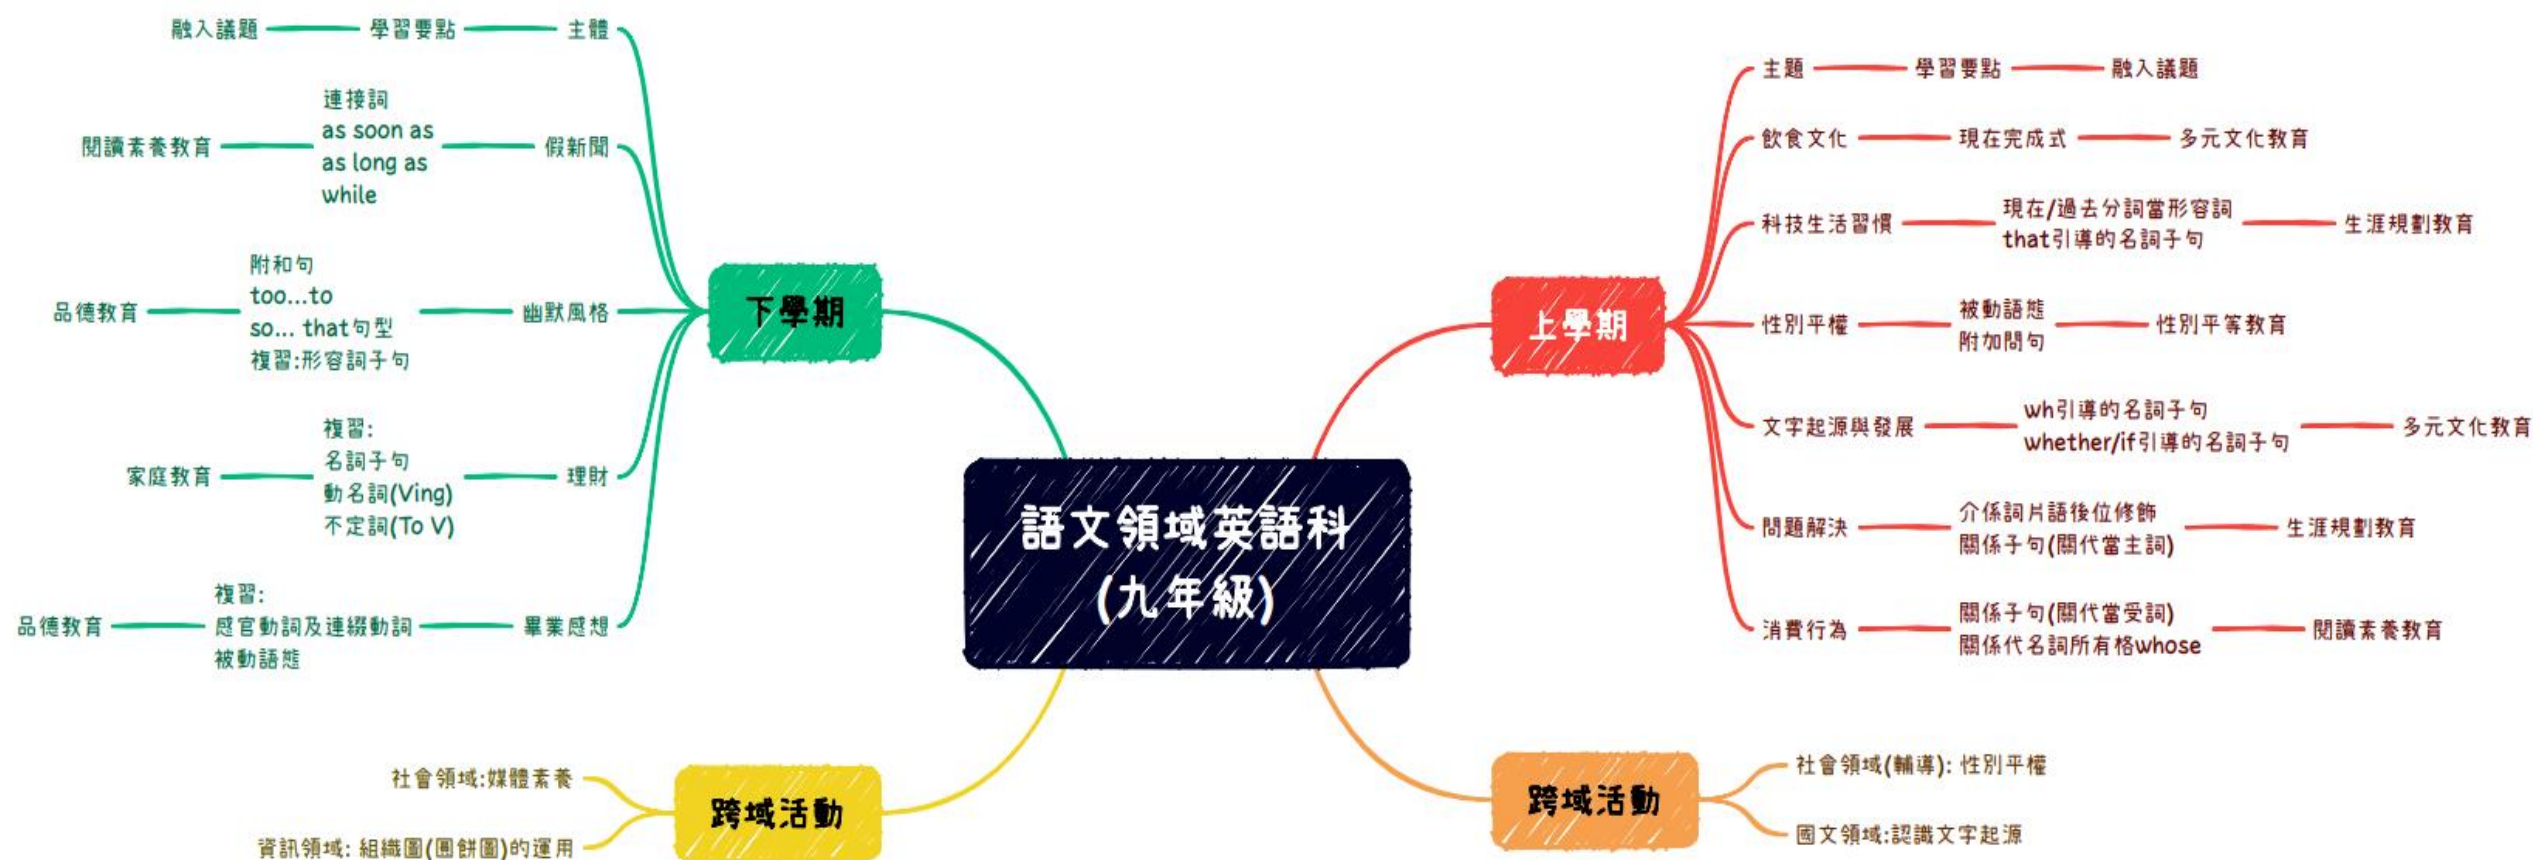 語文領域英語科
(九年級)
上學期
主題
學習要點
融入議題
飲食文化
現在完成式
多元文化教育
科技生活習慣
現在/過去分詞當形容詞
that引導的名詞子句
生涯規劃教育
性別平權
被動語態
附加問句
性別平等教育
文字起源與發展
wh引導的名詞子句
whether/if引導的名詞子句
多元文化教育
問題解決
介係詞片語後位修飾
關係子句(關代當主詞)
生涯規劃教育
消費行為
關係子句(關代當受詞)
關係代名詞所有格whose
閱讀素養教育
跨域活動
社會領域(輔導): 性別平權
國文領域:認識文字起源
下學期
主體
學習要點
融入議題
假新聞
連接詞
as soon as
as long as
while
閱讀素養教育
幽默風格
附和句
too...to
so... that句型
複習:形容詞子句
品德教育
理財
複習:
名詞子句
動名詞(Ving)
不定詞(To V)
家庭教育
畢業感想
複習:
感官動詞及連綴動詞
被動語態
品德教育
跨域活動
社會領域:媒體素養
資訊領域: 組織圖(圓餅圖)的運用